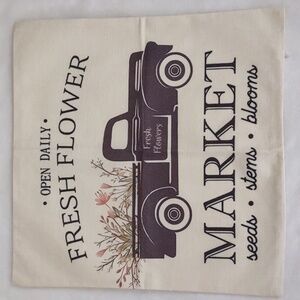 • OPEN DAILY •
FRESH FLOWER
Fresh
Flowers
MARKET
seeds • stems • blooms